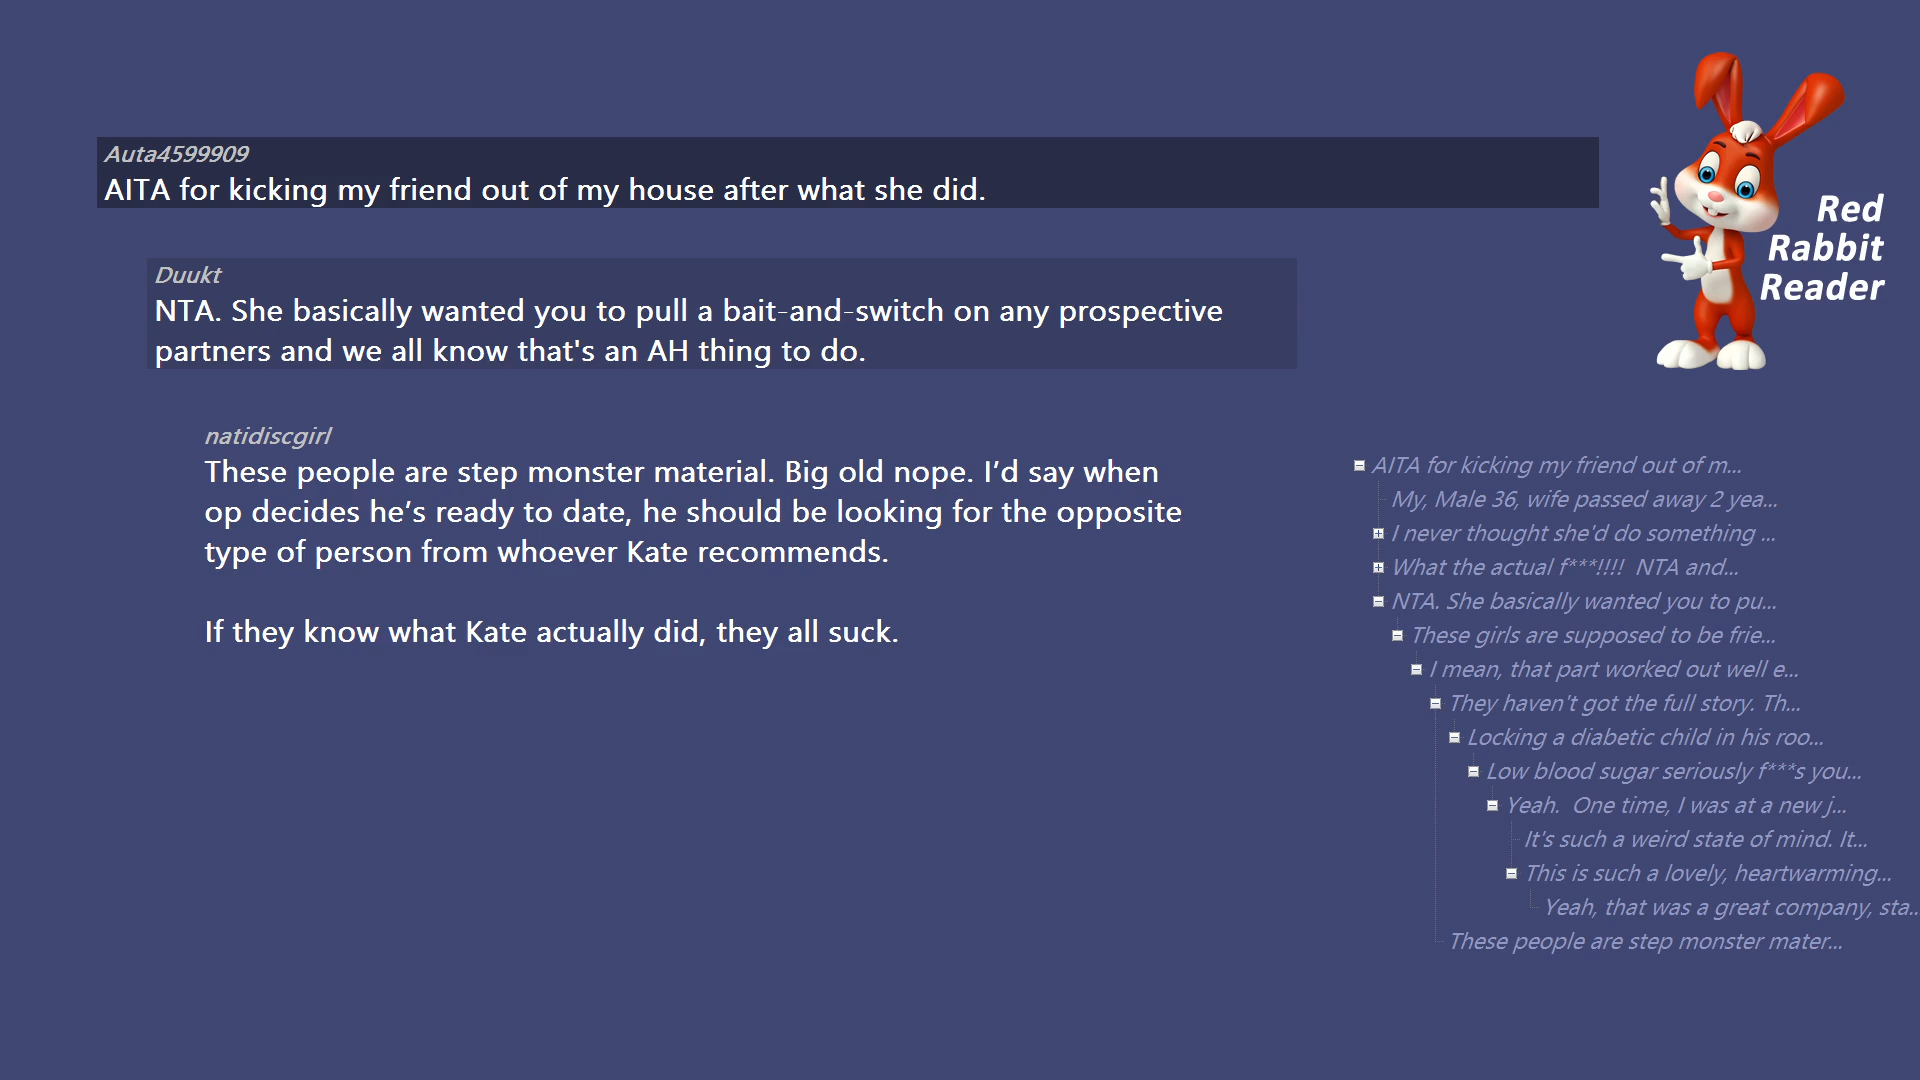 Auta4599909
AITA for kicking my friend out of my house after what she did.
Duukt
NTA. She basically wanted you to pull a bait-and-switch on any prospective
partners and we all know that's an AH thing to do.
natidiscgirl
These people are step monster material. Big old nope. I’d say when
op decides he’s ready to date, he should be looking for the opposite
type of person from whoever Kate recommends.
If they know what Kate actually did, they all suck.
Red
Rabbit
Reader
AITA for kicking my friend out of m...
My, Male 36, wife passed away 2 yea...
I never thought she'd do something ...
What the actual f***!!!!  NTA and...
NTA. She basically wanted you to pu...
These girls are supposed to be frie...
I mean, that part worked out well e...
They haven't got the full story. Th...
Locking a diabetic child in his roo...
Low blood sugar seriously f***s you...
Yeah.  One time, I was at a new j...
It's such a weird state of mind. It...
This is such a lovely, heartwarming...
Yeah, that was a great company, sta...
These people are step monster mater...